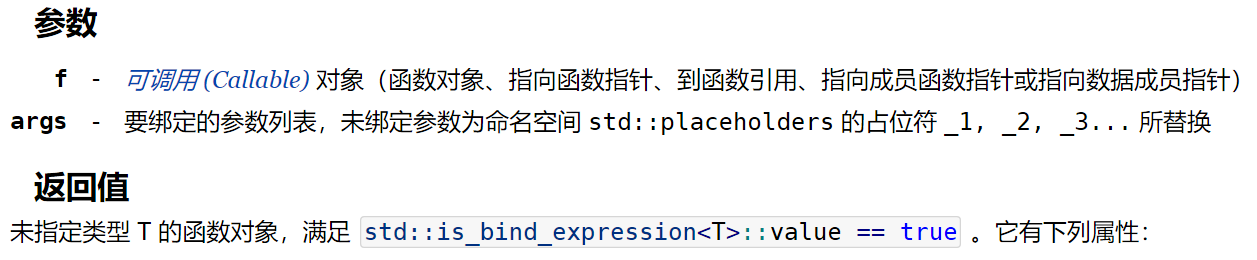 参数
f - 可调用 (Callable) 对象（函数对象、指向函数指针、到函数引用、指向成员函数指针或指向数据成员指针）
args - 要绑定的参数列表，未绑定参数为命名空间 std::placeholders 的占位符 _1, _2, _3... 所替换
返回值
未指定类型 T 的函数对象，满足 std::is_bind_expression<T>::value == true 。它有下列属性：